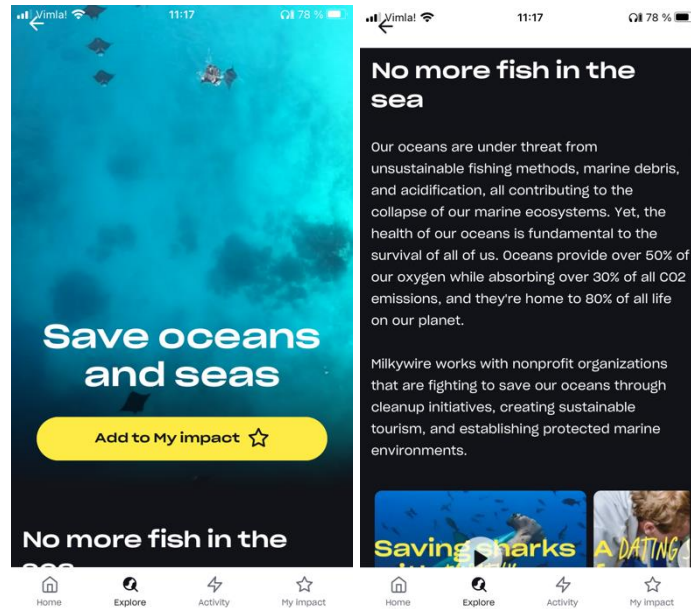 Vimla!
11:17
78 %
Save oceans
and seas
Add to My impact
No more fish in the
sea
Home
Explore
Activity
My impact
Vimla!
11:17
78 %
No more fish in the
sea
Our oceans are under threat from
unsustainable fishing methods, marine debris,
and acidification, all contributing to the
collapse of our marine ecosystems. Yet, the
health of our oceans is fundamental to the
survival of all of us. Oceans provide over 50% of
our oxygen while absorbing over 30% of all CO2
emissions, and they're home to 80% of all life
on our planet.
Milkywire works with nonprofit organizations
that are fighting to save our oceans through
cleanup initiatives, creating sustainable
tourism, and establishing protected marine
environments.
Saving sharks
A DATING
Home
Explore
Activity
My impact